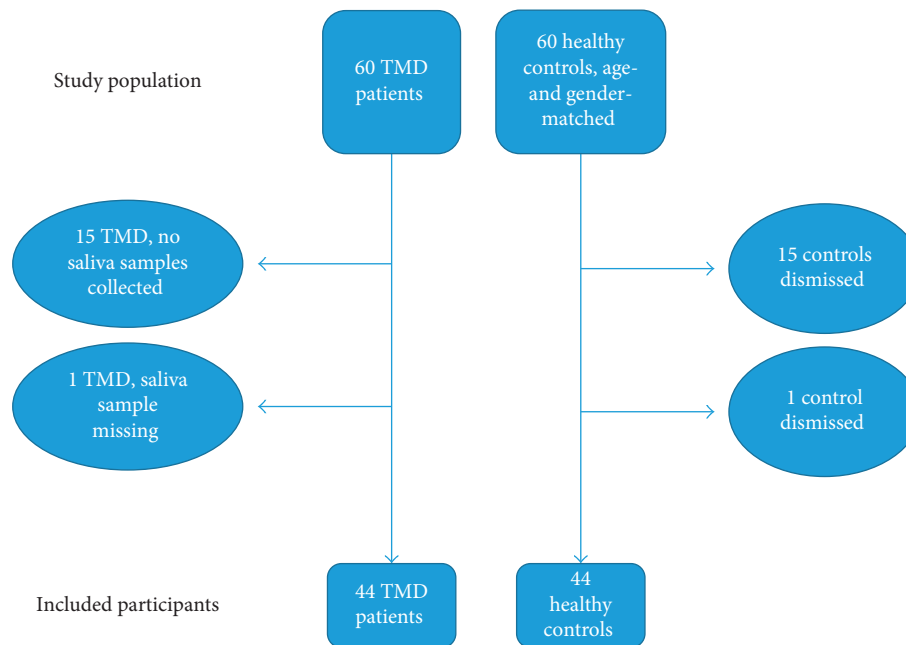 Study population
60 TMD
patients
60 healthy
controls, age-
and gender-
matched
15 TMD, no
saliva samples
collected
15 controls
dismissed
1 TMD, saliva
sample
missing
1 control
dismissed
Included participants
44 TMD
patients
44
healthy
controls